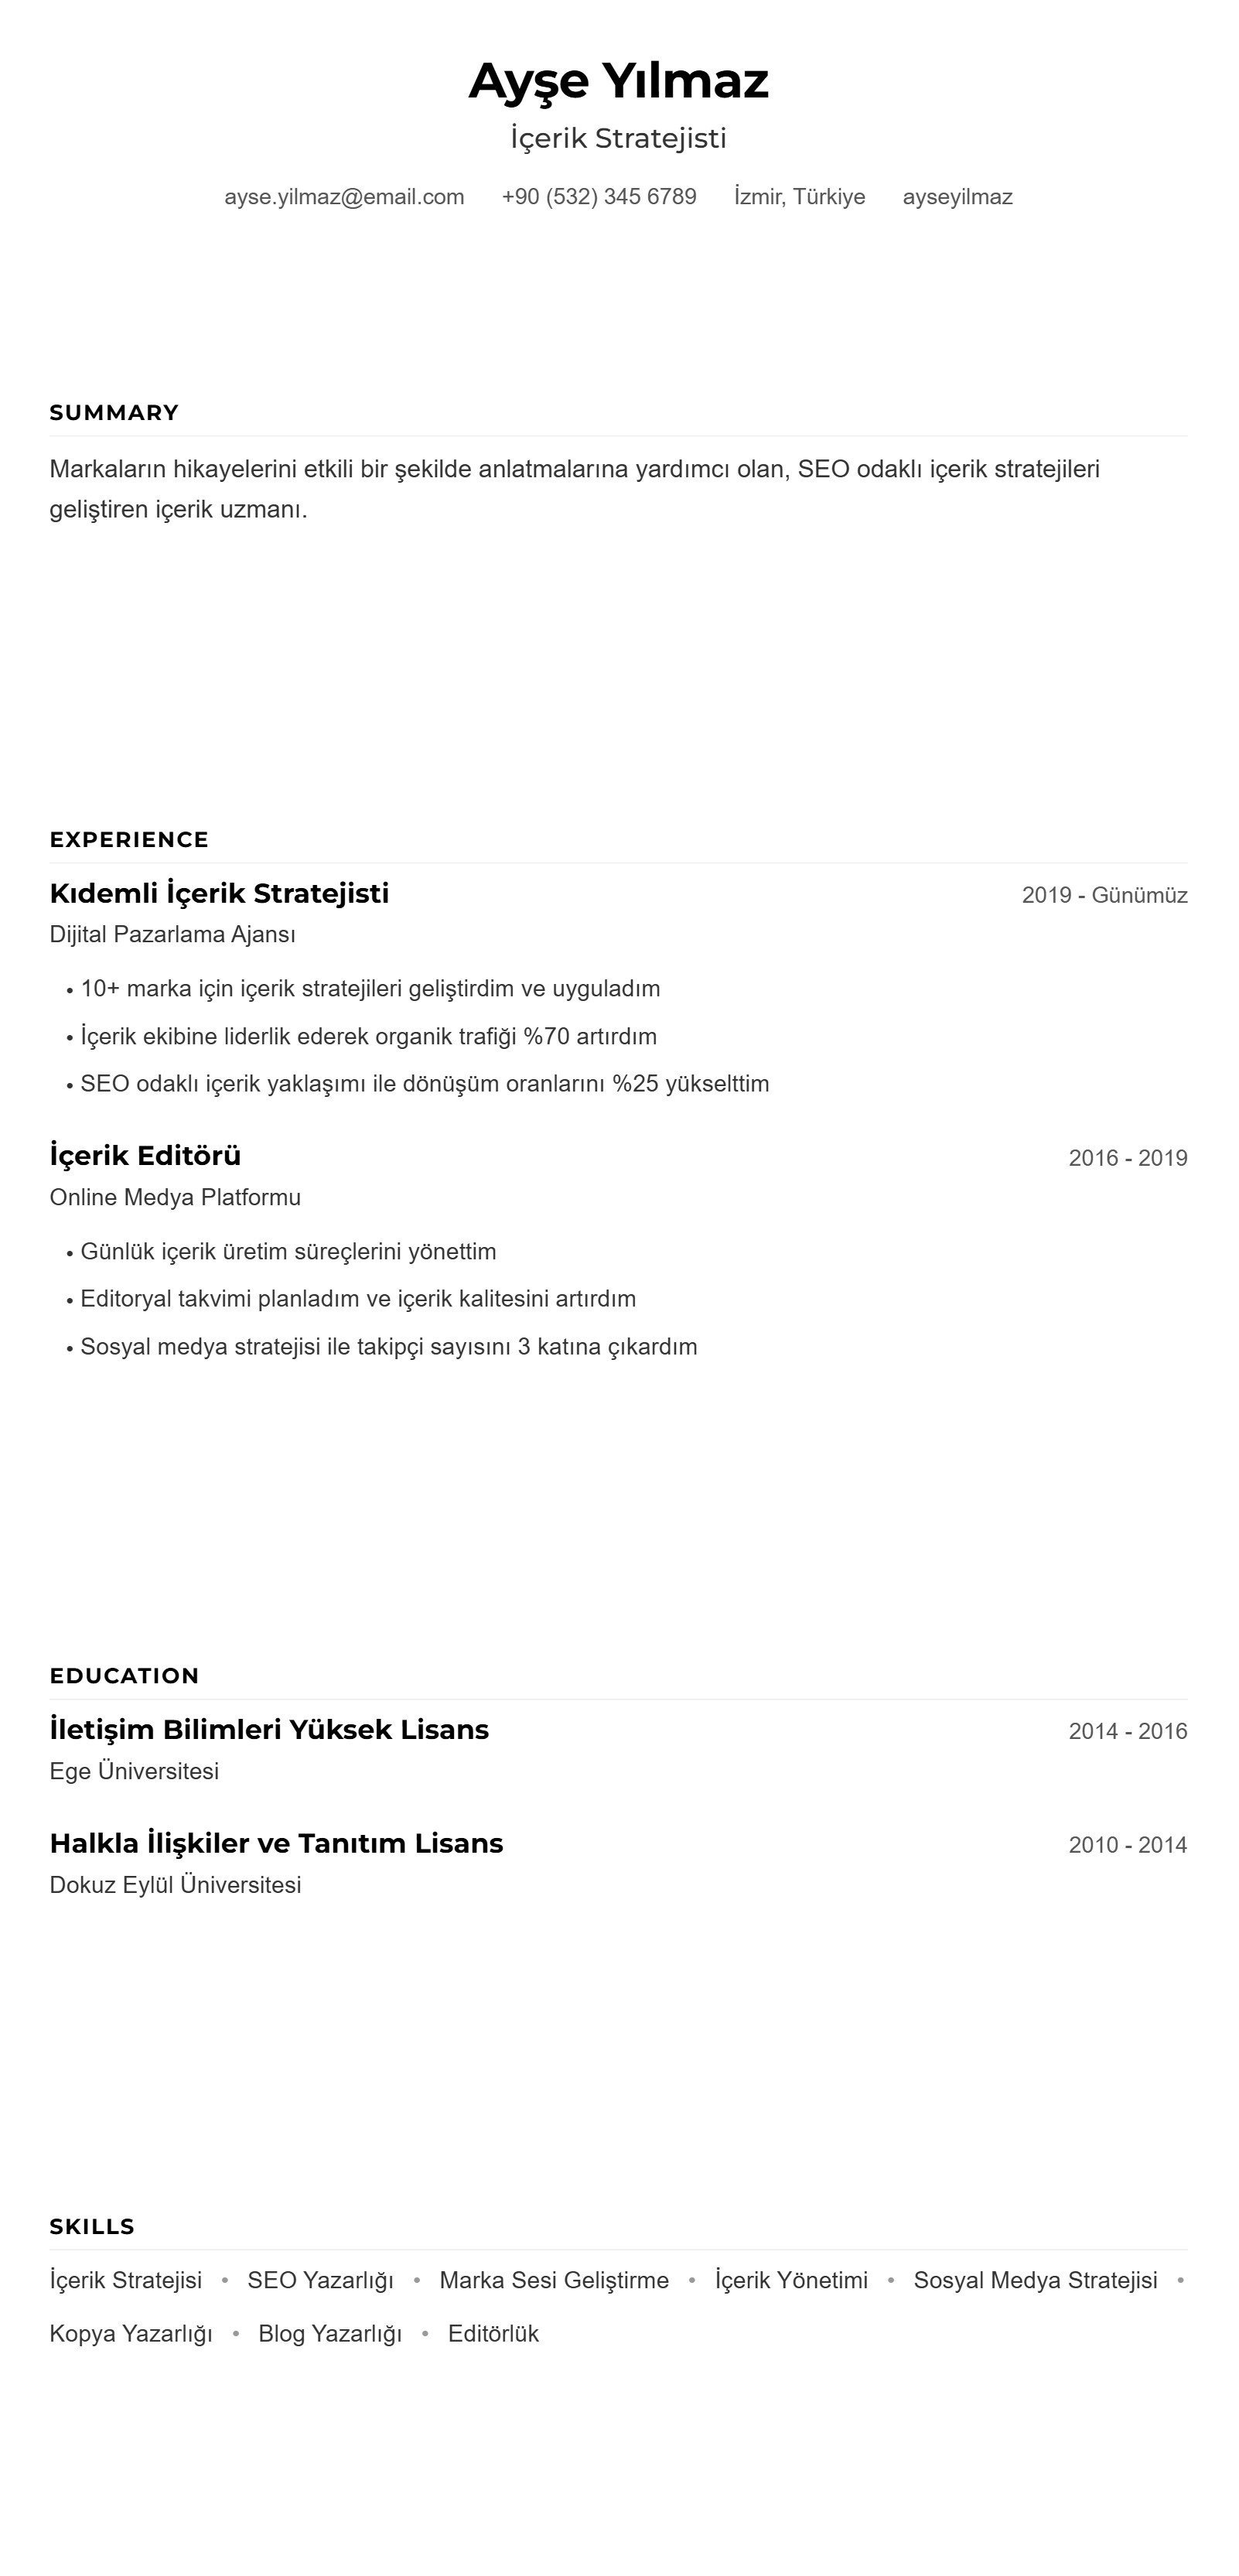 Ayşe Yılmaz
İçerik Stratejisti
ayse.yilmaz@email.com +90 (532) 345 6789 İzmir, Türkiye ayseyilmaz
SUMMARY
Markaların hikayelerini etkili bir şekilde anlatmalarına yardımcı olan, SEO odaklı içerik stratejileri
geliştiren içerik uzmanı.
EXPERIENCE
Kıdemli İçerik Stratejisti 2019 - Günümüz
Dijital Pazarlama Ajansı
• 10+ marka için içerik stratejileri geliştirdim ve uyguladım
• İçerik ekibine liderlik ederek organik trafiği %70 artırdım
• SEO odaklı içerik yaklaşımı ile dönüşüm oranlarını %25 yükselttim
İçerik Editörü 2016 - 2019
Online Medya Platformu
• Günlük içerik üretim süreçlerini yönettim
• Editoryal takvimi planladım ve içerik kalitesini artırdım
• Sosyal medya stratejisi ile takipçi sayısını 3 katına çıkardım
EDUCATION
İletişim Bilimleri Yüksek Lisans 2014 - 2016
Ege Üniversitesi
Halkla İlişkiler ve Tanıtım Lisans 2010 - 2014
Dokuz Eylül Üniversitesi
SKILLS
İçerik Stratejisi • SEO Yazarlığı • Marka Sesi Geliştirme • İçerik Yönetimi • Sosyal Medya Stratejisi •
Kopya Yazarlığı • Blog Yazarlığı • Editörlük